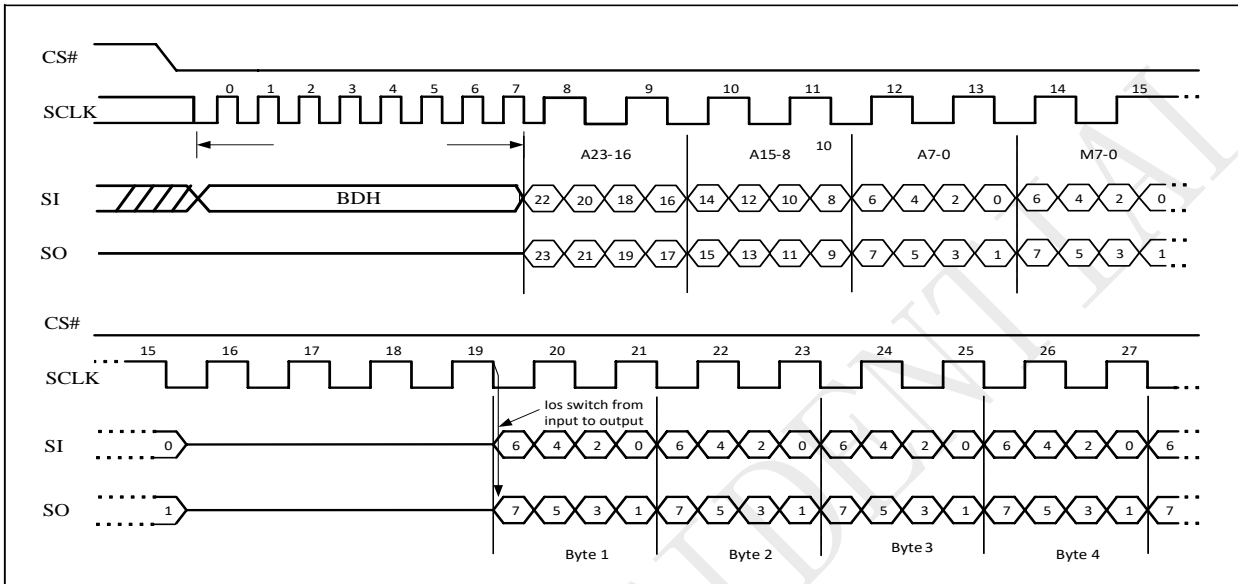 CS#
0 1 2 3 4 5 6 7 8 9 10 11 12 13 14 15
SCLK
A23-16 A15-8 10 A7-0 M7-0
SI BDH 22 20 18 16 14 12 10 8 6 4 2 0 6 4 2 0
SO 23 21 19 17 15 13 11 9 7 5 3 1 7 5 3 1
CS#
15 16 17 18 19 20 21 22 23 24 25 26 27
SCLK
Ios switch from
input to output
SI 0 6 4 2 0 6 4 2 0 6 4 2 0 6 4 2 0 6
SO 1 7 5 3 1 7 5 3 1 7 5 3 1 7 5 3 1 7
Byte 1 Byte 2 Byte 3 Byte 4